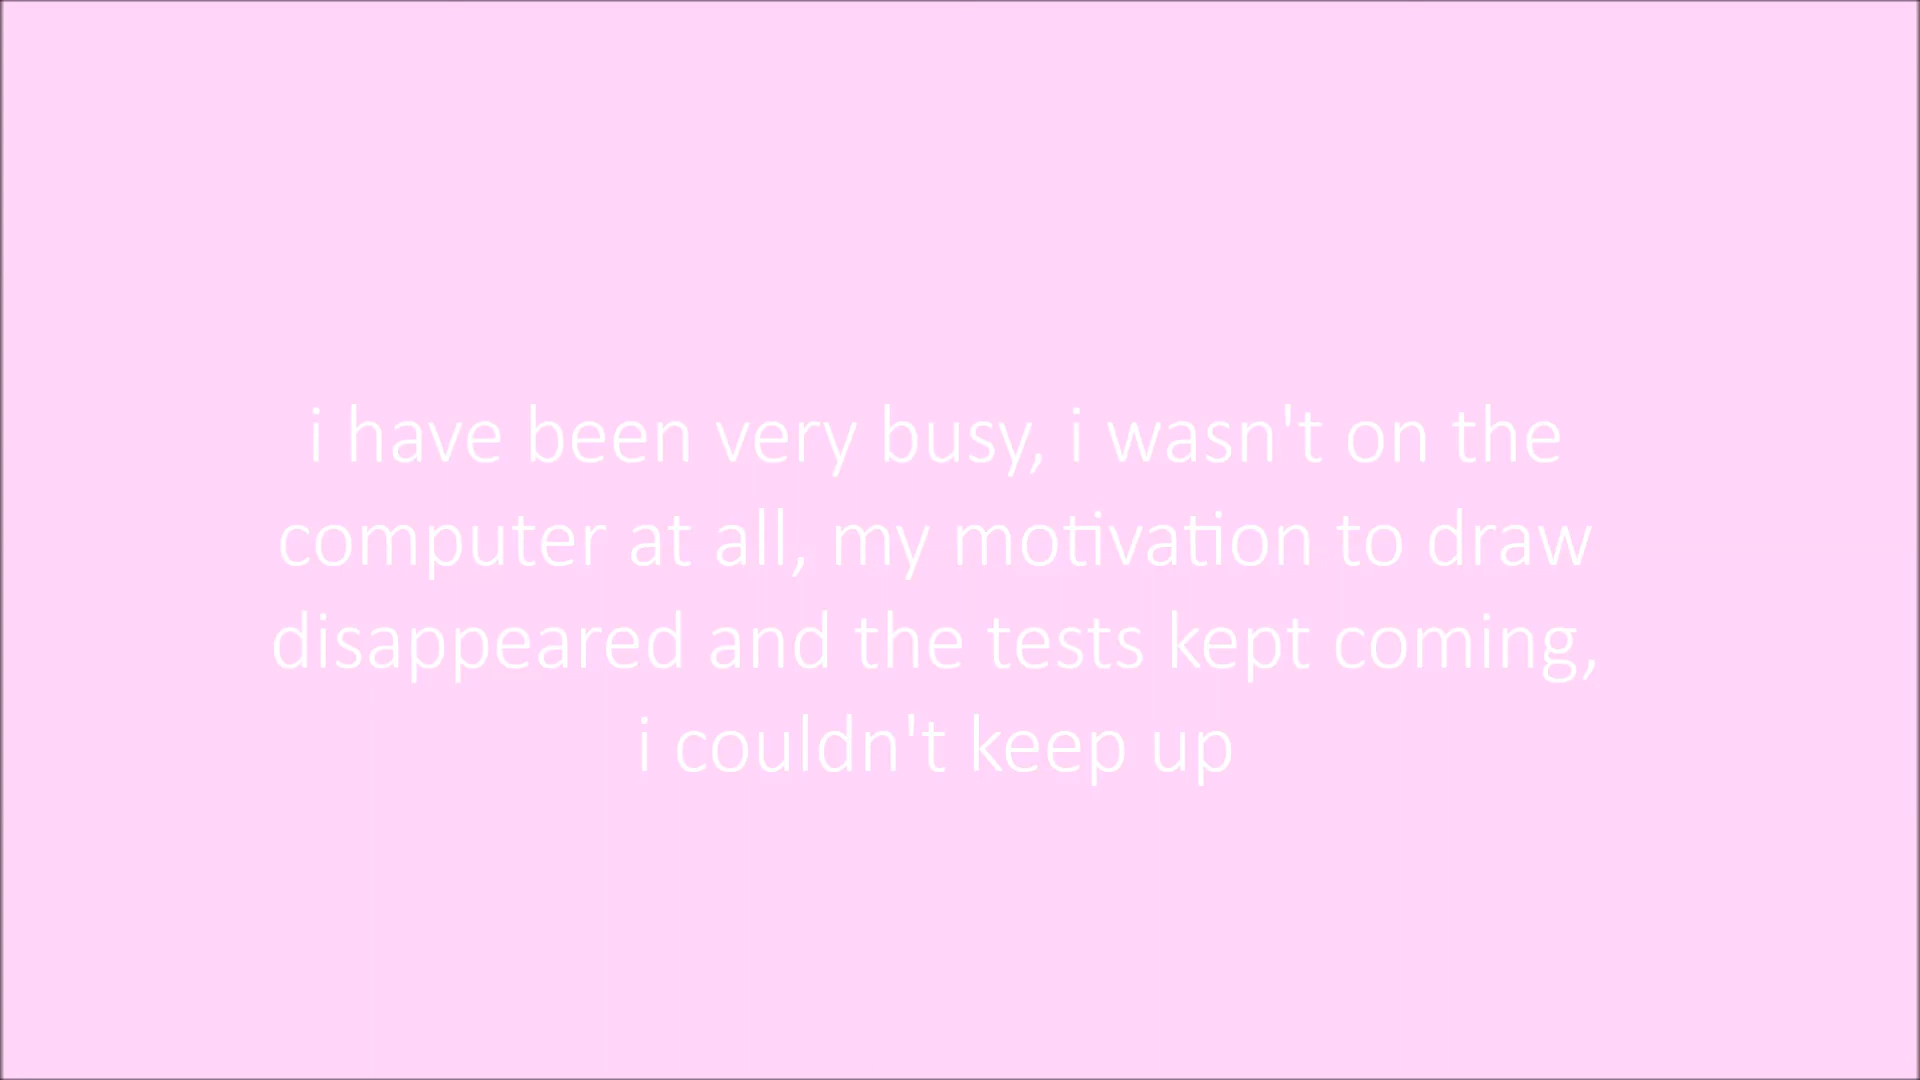 i have been very busy, i wasn't on the
computer at all, my motivation to draw
disappeared and the tests kept coming,
i couldn't keep up